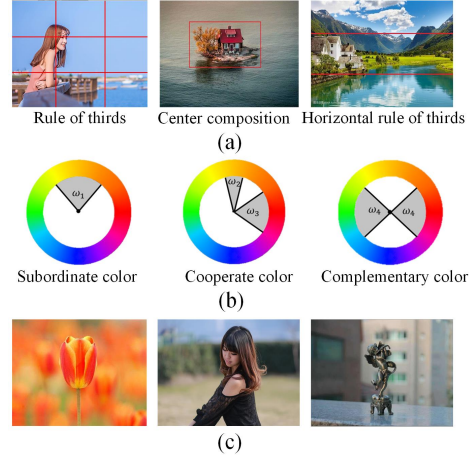 Rule of thirds
Center composition
Horizontal rule of thirds
(a)
ω₁
ω₂
ω₃
ω₄
ω₄
Subordinate color
Cooperate color
Complementary color
(b)
(c)